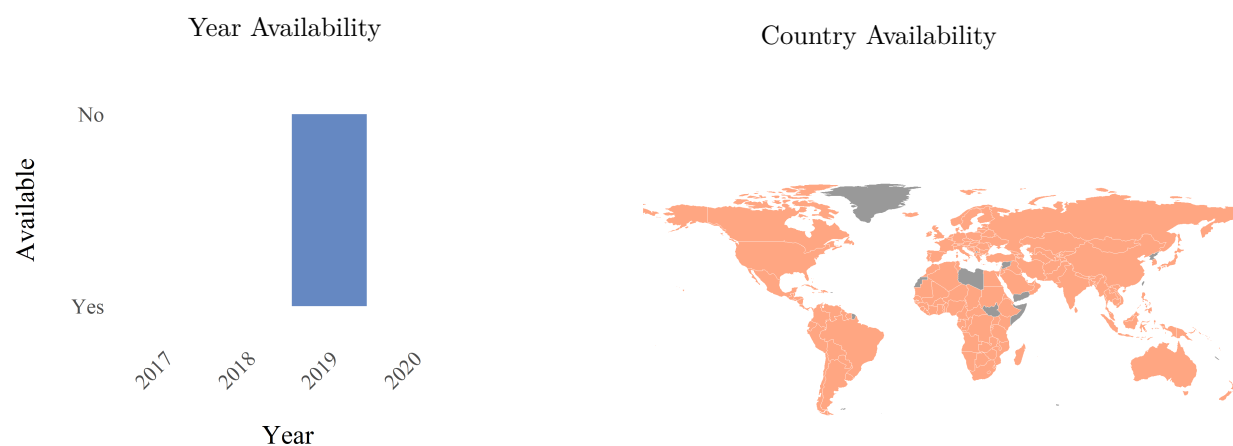 Year Availability
Available
No
Yes
2017
2018
2019
2020
Year
Country Availability